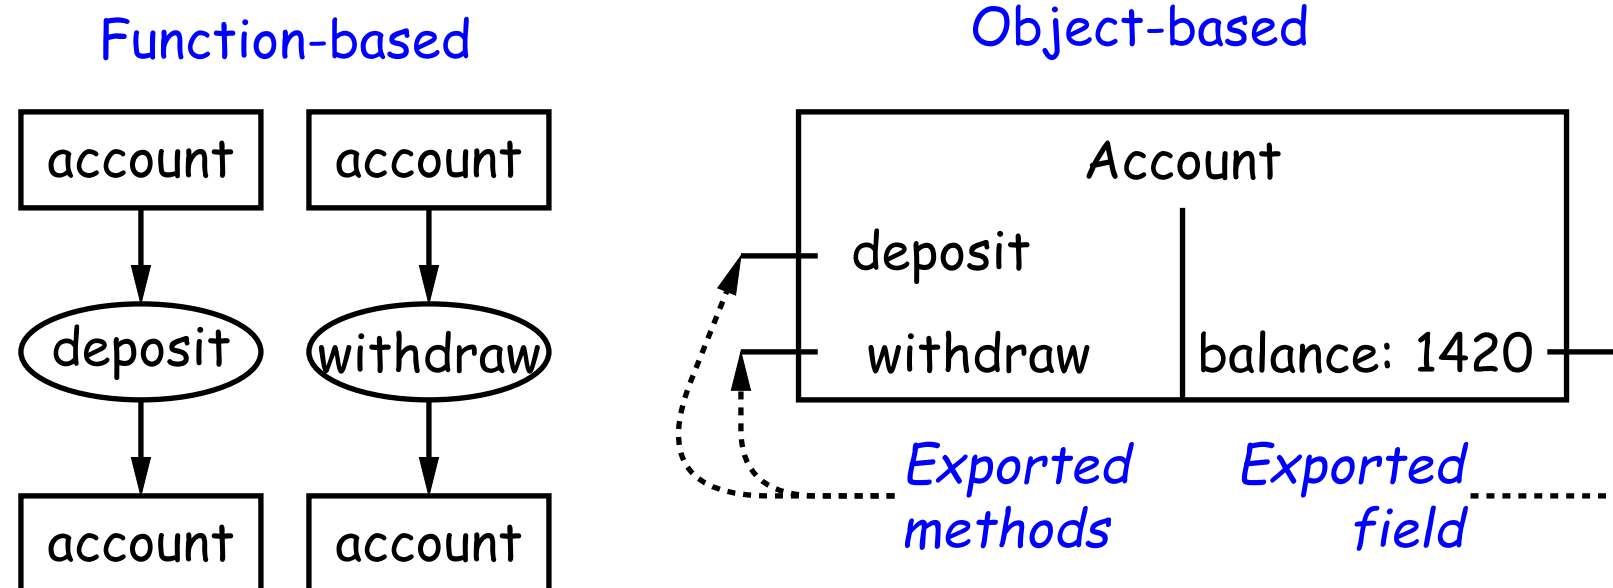 Function-based
account
account
deposit
withdraw
account
account
Object-based
Account
deposit
withdraw
balance: 1420
Exported
methods
Exported
field